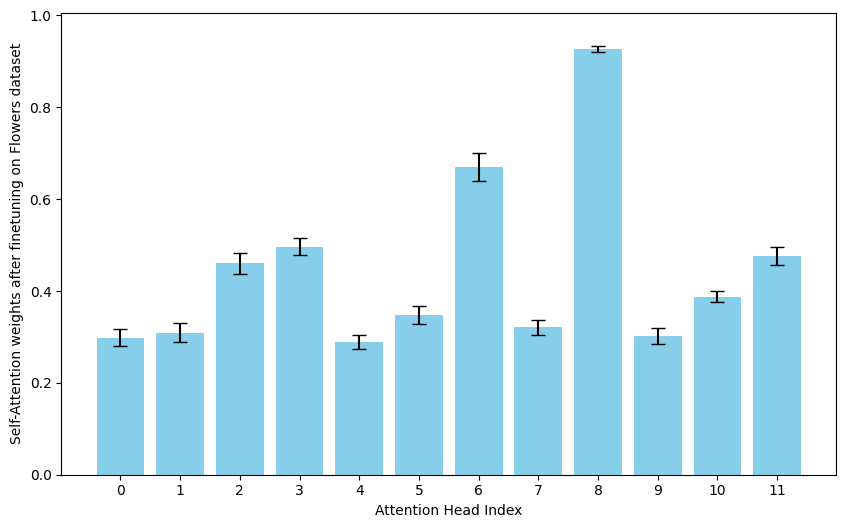 Self-Attention weights after finetuning on Flowers dataset
1.0
0.8
0.6
0.4
0.2
0.0
0 1 2 3 4 5 6 7 8 9 10 11
Attention Head Index